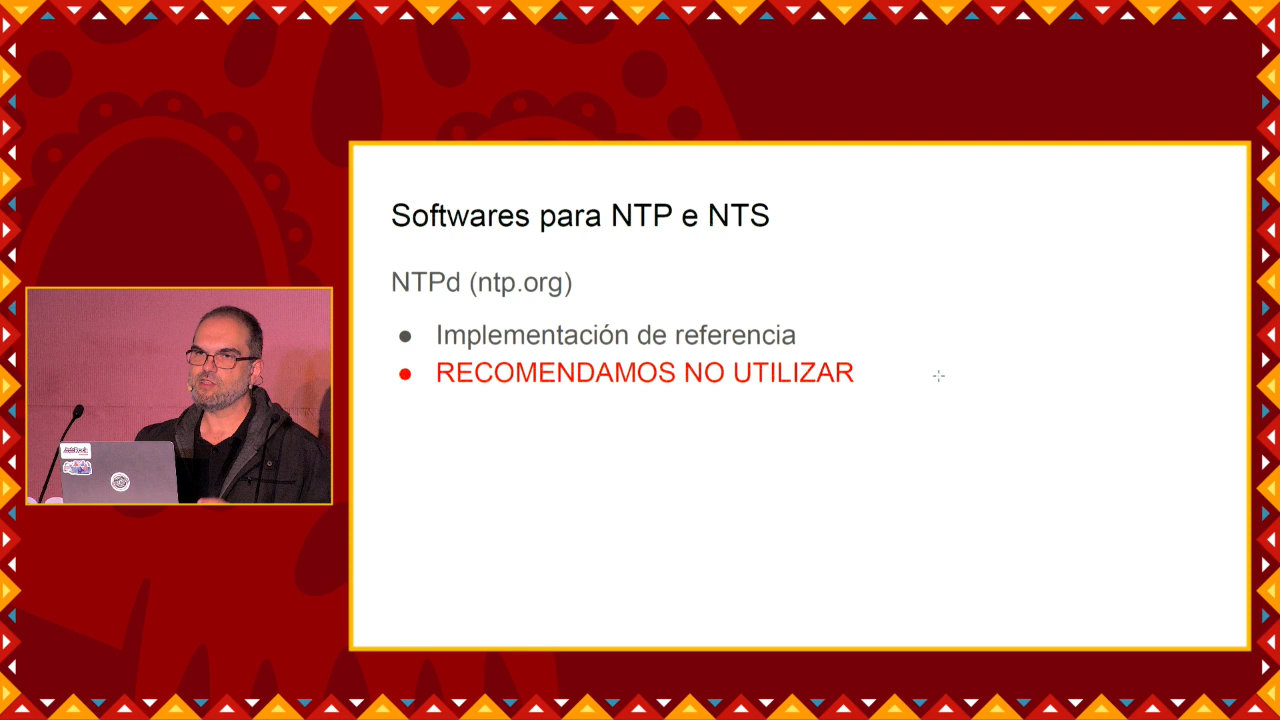 Softwares para NTP e NTS
NTPd (ntp.org)
● Implementación de referencia
● RECOMENDAMOS NO UTILIZAR